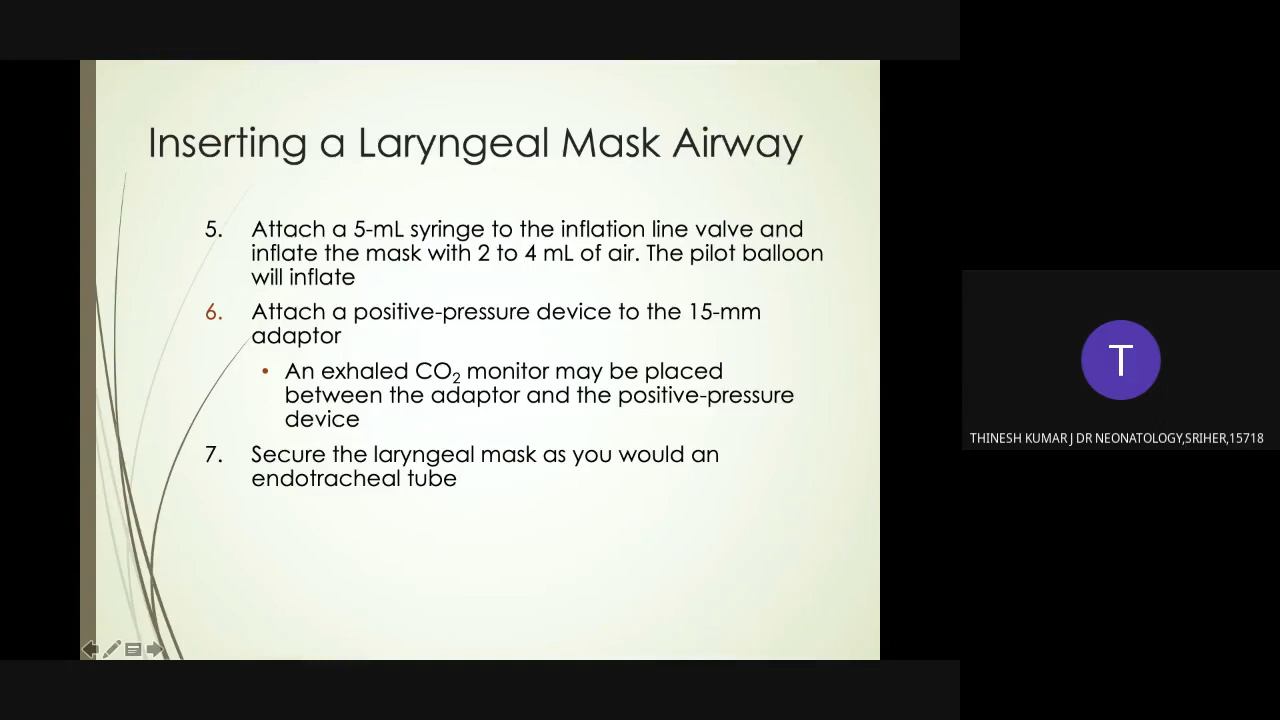 Inserting a Laryngeal Mask Airway
5. Attach a 5-mL syringe to the inflation line valve and
inflate the mask with 2 to 4 mL of air. The pilot balloon
will inflate
6. Attach a positive-pressure device to the 15-mm
adaptor
• An exhaled CO₂ monitor may be placed
between the adaptor and the positive-pressure
device
7. Secure the laryngeal mask as you would an
endotracheal tube
T
THINESH KUMAR J DR NEONATOLOGY,SRIHER,15718